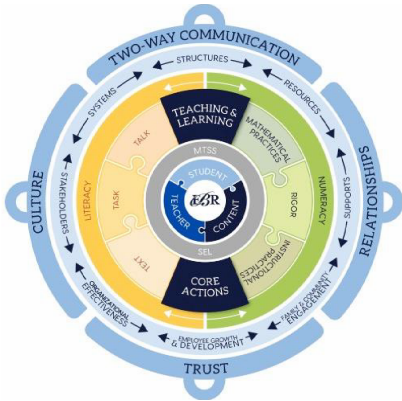 TWO-WAY COMMUNICATION
STRUCTURES
SYSTEMS
RESOURCES
TEACHING &
LEARNING
TALK
MATHEMATICAL
PRACTICES
MTSS
STUDENT
CULTURE
STAKEHOLDERS
LITERACY
TASK
TEACHER
EBR
CONTENT
RIGOR
NUMERACY
SUPPORTS
RELATIONSHIPS
SEL
TEXT
INSTRUCTIONAL
PRACTICES
CORE
ACTIONS
ORGANIZATIONAL
EFFECTIVENESS
EMPLOYEE GROWTH
& DEVELOPMENT
FAMILY & COMMUNITY
ENGAGEMENT
TRUST